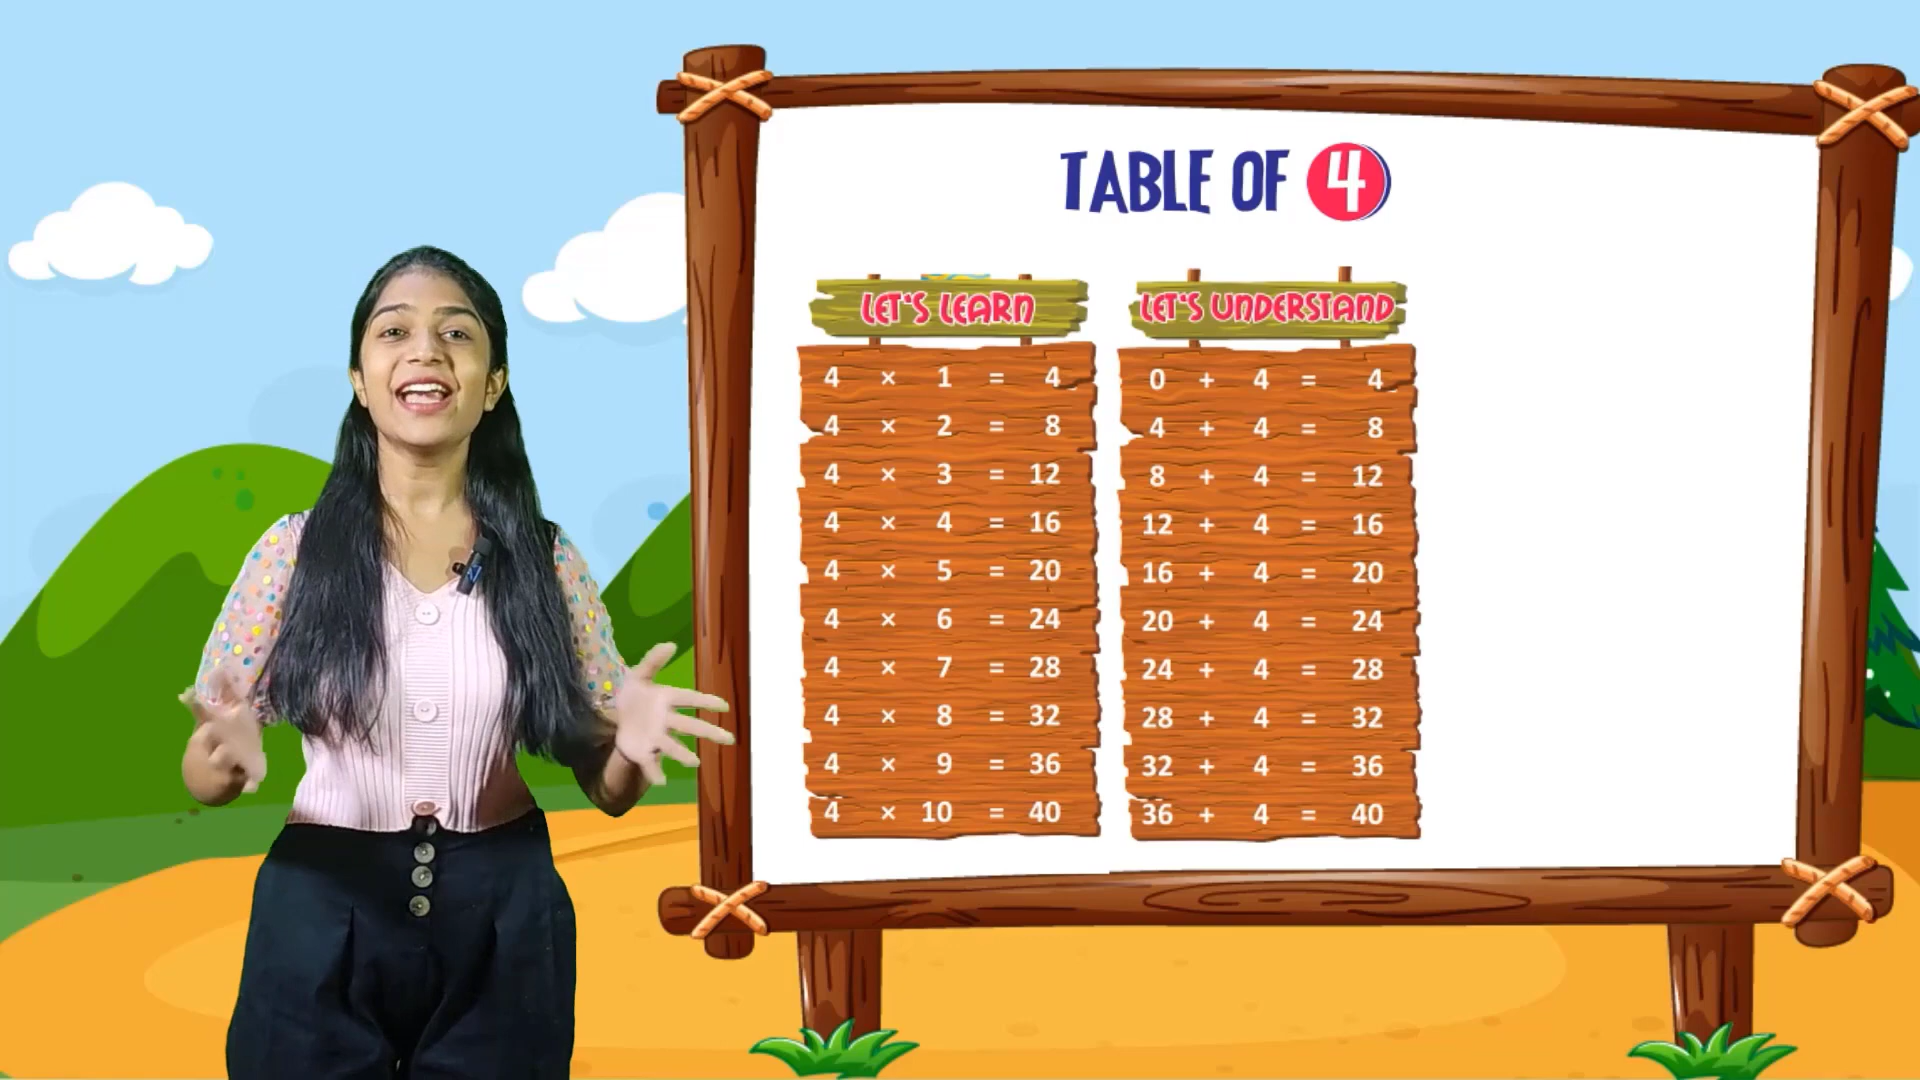 TABLE OF 4
LET'S LEARN
4 × 1 = 4
4 × 2 = 8
4 × 3 = 12
4 × 4 = 16
4 × 5 = 20
4 × 6 = 24
4 × 7 = 28
4 × 8 = 32
4 × 9 = 36
4 × 10 = 40
LET'S UNDERSTAND
0 + 4 = 4
4 + 4 = 8
8 + 4 = 12
12 + 4 = 16
16 + 4 = 20
20 + 4 = 24
24 + 4 = 28
28 + 4 = 32
32 + 4 = 36
36 + 4 = 40